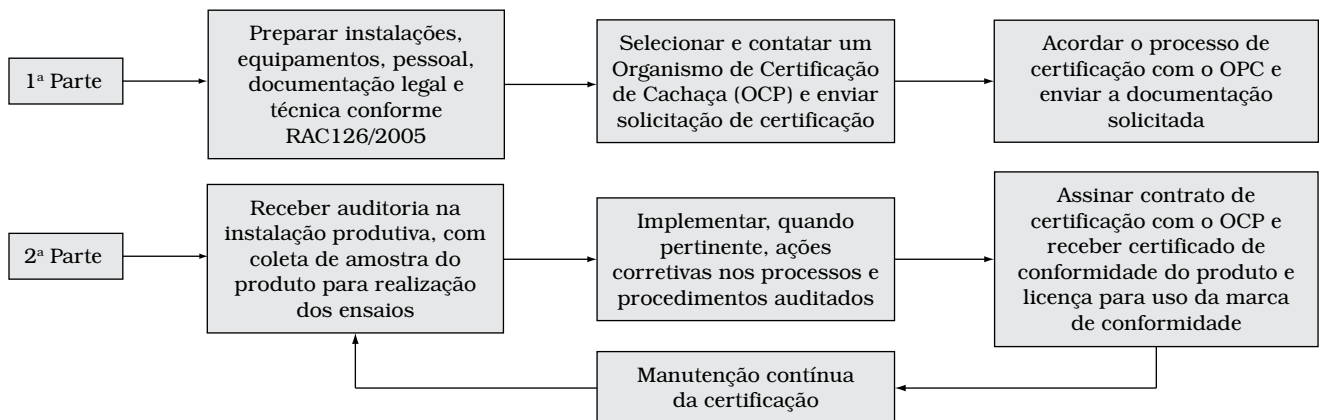 1ª Parte
Preparar instalações,
equipamentos, pessoal,
documentação legal e
técnica conforme
RAC126/2005
Selecionar e contatar um
Organismo de Certificação
de Cachaça (OCP) e enviar
solicitação de certificação
Acordar o processo de
certificação com o OPC e
enviar a documentação
solicitada
2ª Parte
Receber auditoria na
instalação produtiva, com
coleta de amostra do
produto para realização
dos ensaios
Implementar, quando
pertinente, ações
corretivas nos processos e
procedimentos auditados
Assinar contrato de
certificação com o OCP e
receber certificado de
conformidade do produto e
licença para uso da marca
de conformidade
Manutenção contínua
da certificação